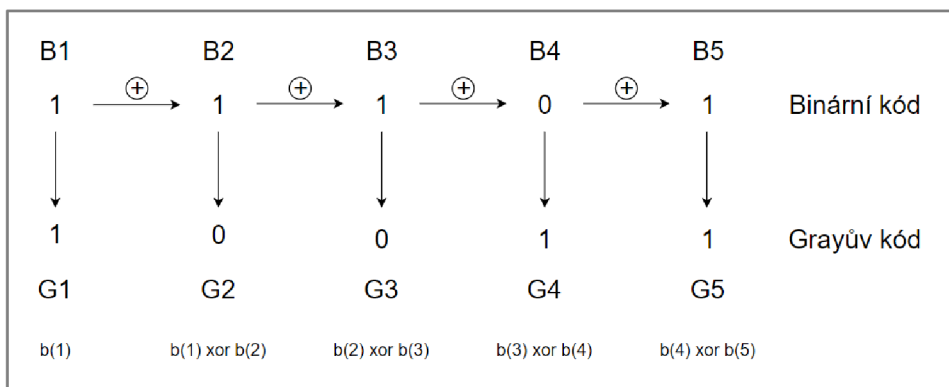 B1 B2 B3 B4 B5
1 1 1 0 1 Binární kód
1 0 0 1 1 Grayův kód
G1 G2 G3 G4 G5
b(1) b(1) xor b(2) b(2) xor b(3) b(3) xor b(4) b(4) xor b(5)